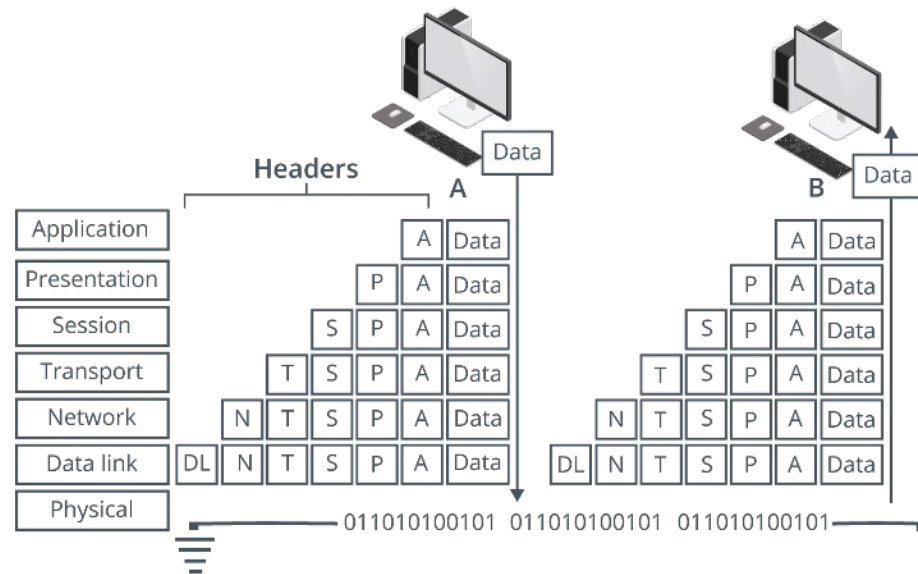 Data
Data
Headers
A
B
Application A Data A Data
Presentation P A Data P A Data
Session S P A Data S P A Data
Transport T S P A Data T S P A Data
Network N T S P A Data N T S P A Data
Data link DL N T S P A Data DL N T S P A Data
Physical
011010100101 011010100101 011010100101